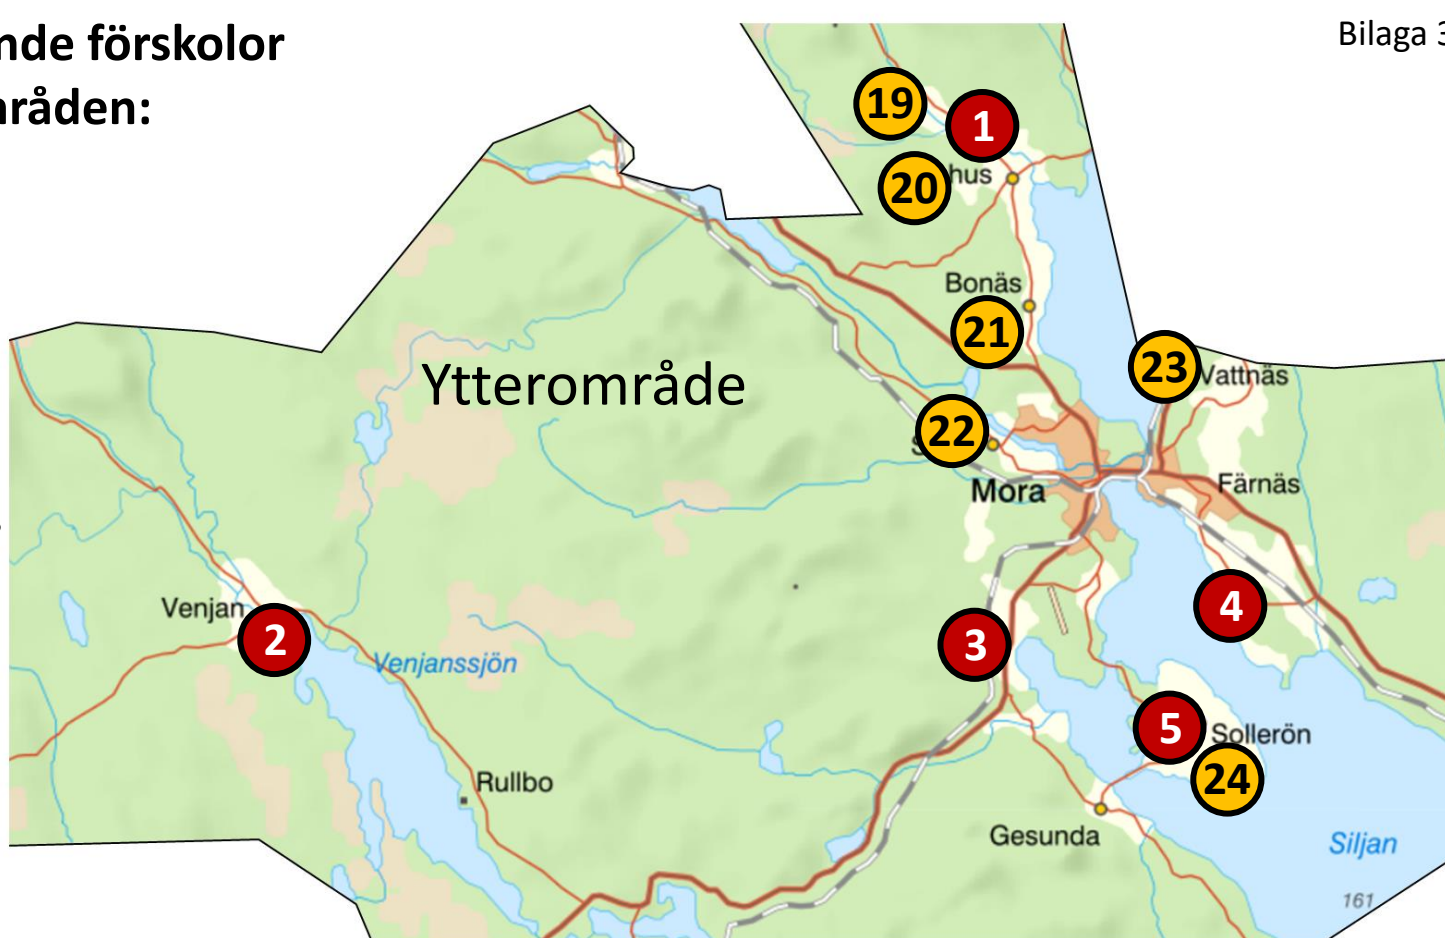 nde förskolor
Bilaga 3
råden:
19
1
20
hus
Bonäs
21
23
Vattnäs
Ytterområde
22
Mora
Färnäs
Venjan
2
4
3
Venjanssjön
5
Sollerön
24
Rullbo
Gesunda
Siljan
161